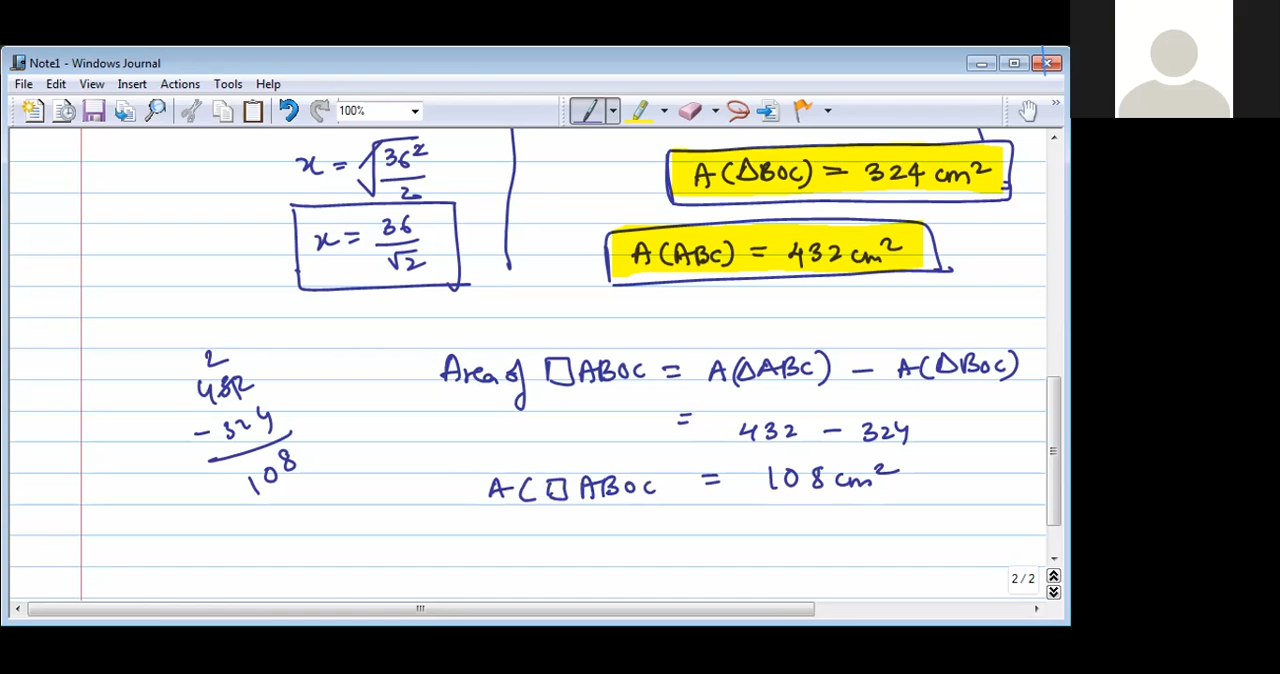 Note1 - Windows Journal
File Edit View Insert Actions Tools Help
100%
x = √(36²/2)
x = 36/√2
A(ΔBOC) = 324 cm²
A(ABC) = 432 cm²
Area of □ABOC = A(ΔABC) - A(ΔBOC)
= 432 - 324
A(□ABOC = 108 cm²
2
432
- 324
108
2 / 2